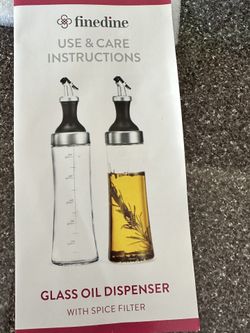 finedine
USE & CARE
INSTRUCTIONS
GLASS OIL DISPENSER
WITH SPICE FILTER